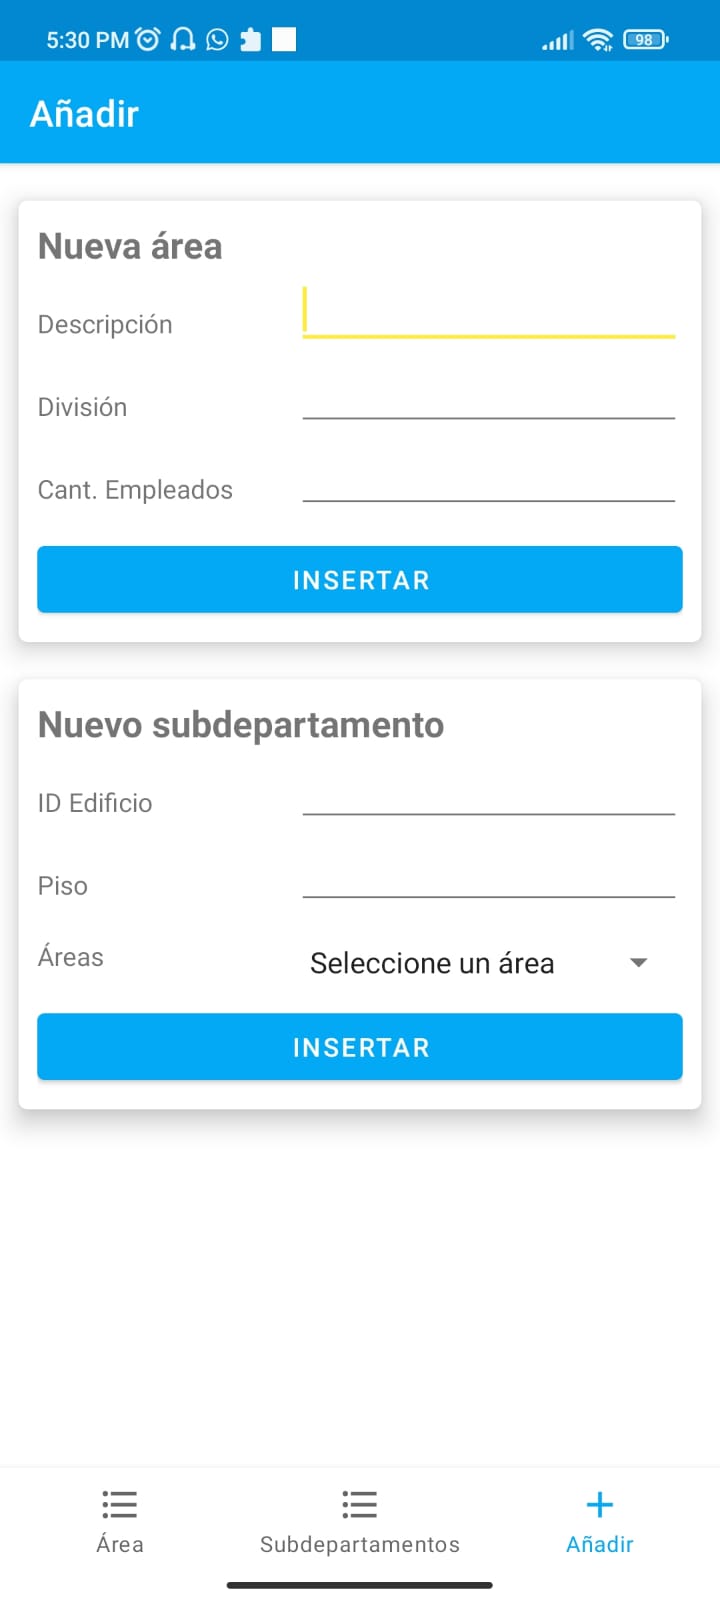 5:30 PM 98
Añadir
Nueva área
Descripción
División
Cant. Empleados
INSERTAR
Nuevo subdepartamento
ID Edificio
Piso
Áreas Seleccione un área
INSERTAR
Área Subdepartamentos Añadir